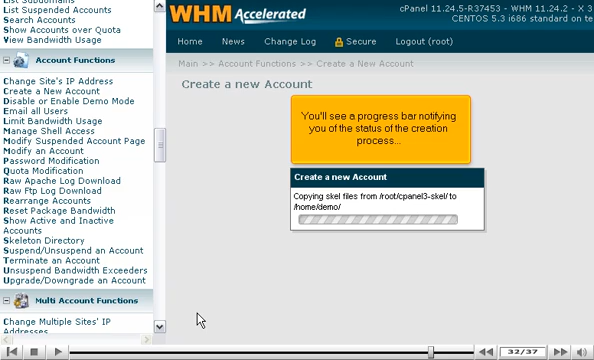 List Subdomains
List Suspended Accounts
Search Accounts
Show Accounts over Quota
View Bandwidth Usage
Account Functions
Change Site's IP Address
Create a New Account
Disable or Enable Demo Mode
Email all Users
Limit Bandwidth Usage
Manage Shell Access
Modify Suspended Account Page
Modify an Account
Password Modification
Quota Modification
Raw Apache Log Download
Raw Ftp Log Download
Rearrange Accounts
Reset Package Bandwidth
Show Active and Inactive
Accounts
Skeleton Directory
Suspend/Unsuspend an Account
Terminate an Account
Unsuspend Bandwidth Exceeders
Upgrade/Downgrade an Account
Multi Account Functions
Change Multiple Sites' IP
Addresses
WHM Accelerated
cPanel 11.24.5-R37453 - WHM 11.24.2 - X 3
CENTOS 5.3 i686 standard on te
Home News Change Log Secure Logout (root)
Main >> Account Functions >> Create a New Account
Create a new Account
You'll see a progress bar notifying
you of the status of the creation
process...
Create a new Account
Copying skel files from /root/cpanel3-skel/ to
/home/demo/
32/37